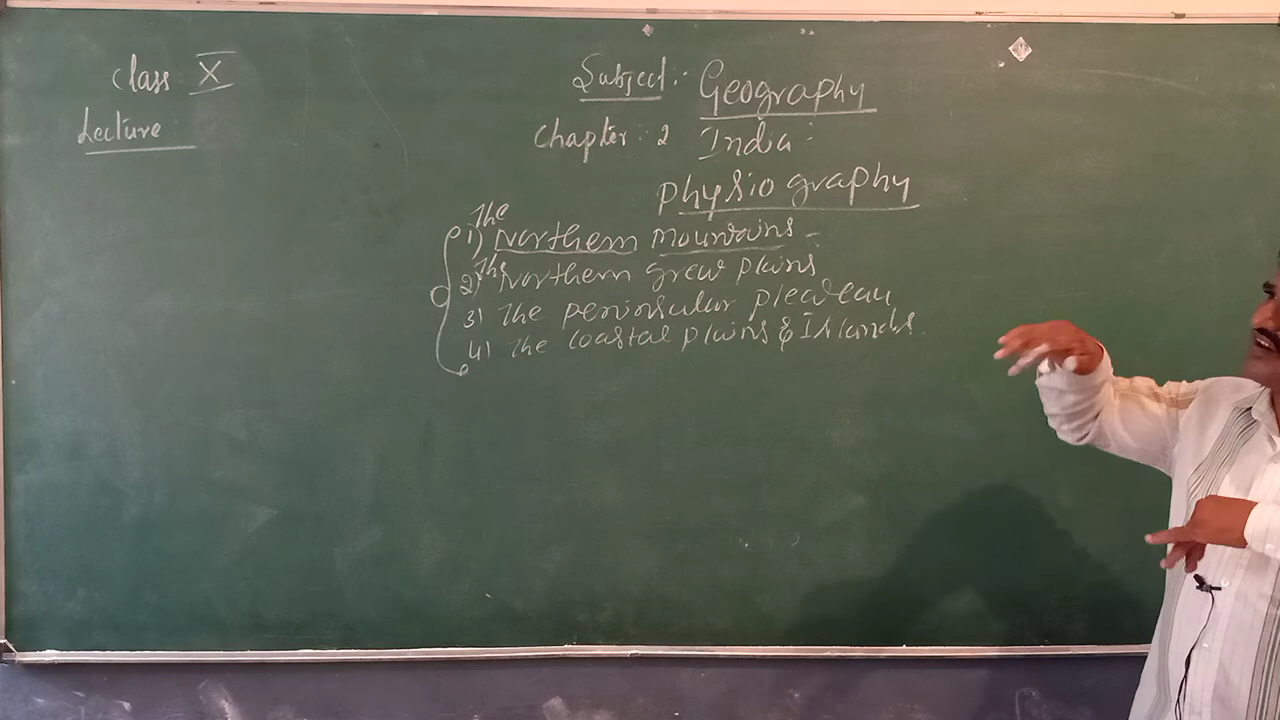 Class X
Lecture
Subject :- Geography
Chapter : 2 India
Physiography
1) The Northern mountains -
2) The Northern great plains
3) The peninsular plateau
4) The Coastal plains & Islands.